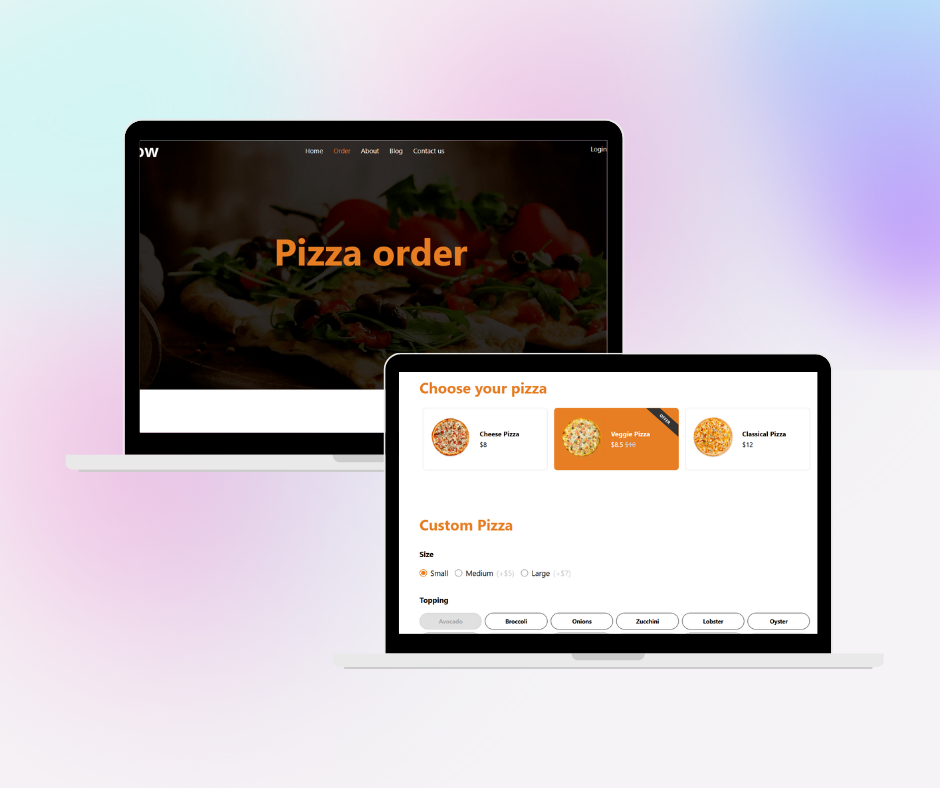 ow
Home Order About Blog Contact us
Login
Pizza order
Choose your pizza
Cheese Pizza
$8
OFFER
Veggie Pizza
$8.5 $10
Classical Pizza
$12
Custom Pizza
Size
Small Medium (+$5) Large (+$7)
Topping
Avocado Broccoli Onions Zucchini Lobster Oyster